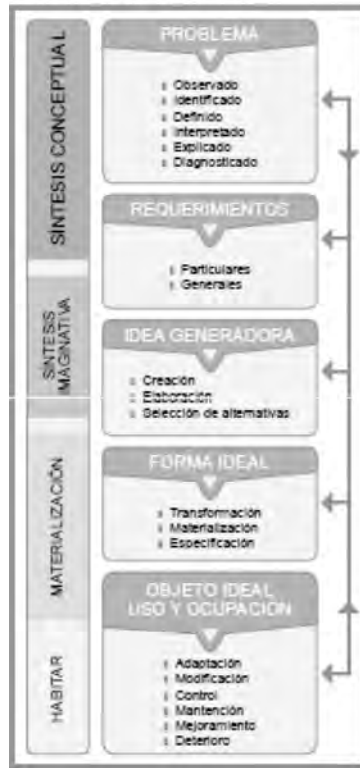 SÍNTESIS CONCEPTUAL
PROBLEMA
Observado
Identificado
Definido
Interpretado
Explicado
Diagnosticado
REQUERIMIENTOS
Particulares
Generales
SÍNTESIS
IMAGINATIVA
IDEA GENERADORA
Creación
Elaboración
Selección de alternativas
MATERIALIZACIÓN
FORMA IDEAL
Transformación
Materialización
Especificación
HABITAR
OBJETO IDEAL
USO Y OCUPACION
Adaptación
Modificación
Control
Mantención
Mejoramiento
Deterioro